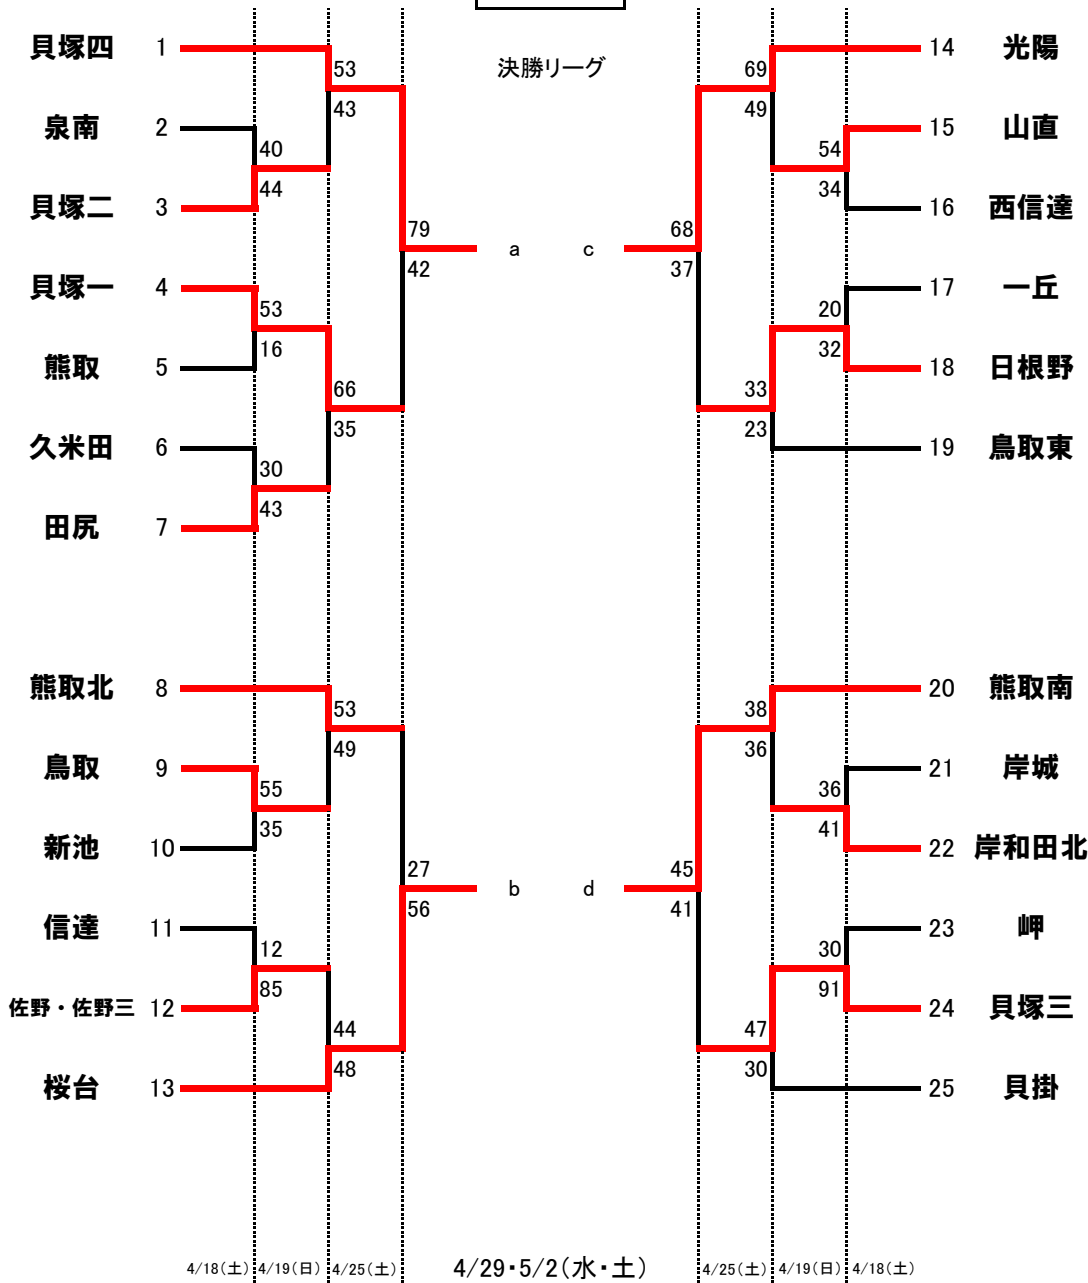 決勝リーグ
貝塚四 1
泉南 2
貝塚二 3
貝塚一 4
熊取 5
久米田 6
田尻 7
熊取北 8
鳥取 9
新池 10
信達 11
佐野・佐野三 12
桜台 13
53
43
40
44
53
16
66
35
30
43
79
42
a
53
49
55
35
12
85
44
48
27
56
b
c
68
37
69
49
54
34
20
32
33
23
d
45
41
38
36
36
41
30
91
47
30
14 光陽
15 山直
16 西信達
17 一丘
18 日根野
19 鳥取東
20 熊取南
21 岸城
22 岸和田北
23 岬
24 貝塚三
25 貝掛
4/18(土) 4/19(日) 4/25(土) 4/29・5/2(水・土) 4/25(土) 4/19(日) 4/18(土)